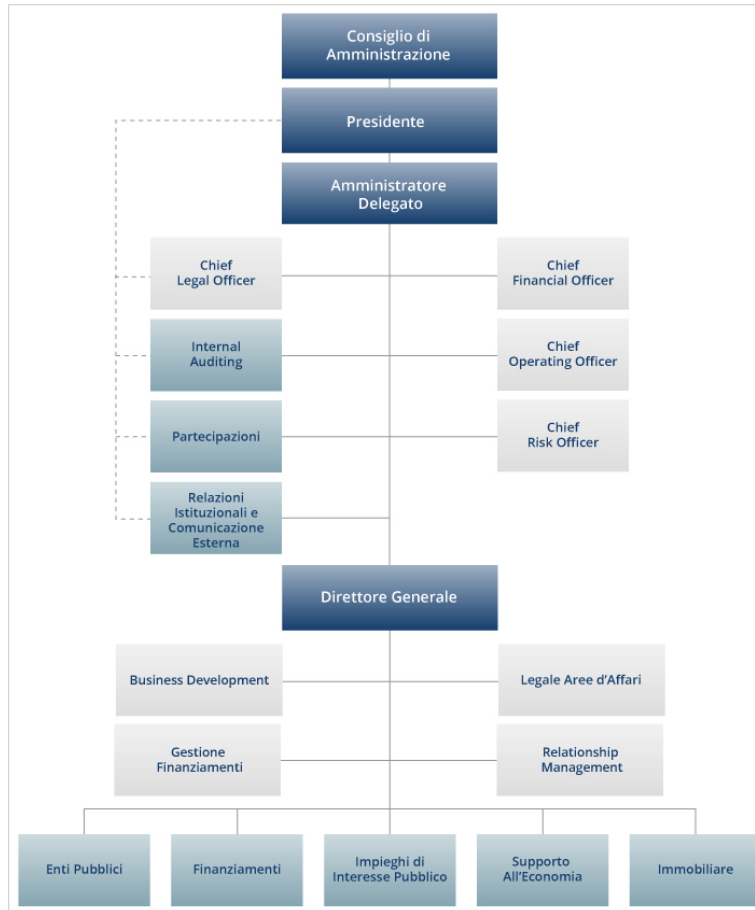 Consiglio di
Amministrazione
Presidente
Amministratore
Delegato
Chief
Legal Officer
Chief
Financial Officer
Internal
Auditing
Chief
Operating Officer
Partecipazioni
Chief
Risk Officer
Relazioni
Istituzionali e
Comunicazione
Esterna
Direttore Generale
Business Development
Legale Aree d'Affari
Gestione
Finanziamenti
Relationship
Management
Enti Pubblici
Finanziamenti
Impieghi di
Interesse Pubblico
Supporto
All'Economia
Immobiliare